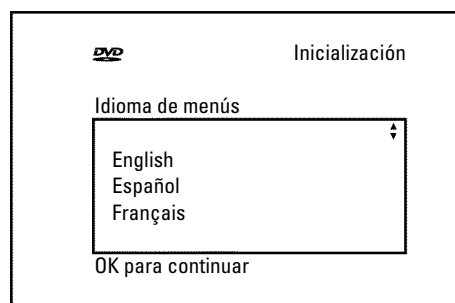 DVD
Inicialización
Idioma de menús
English
Español
Français
OK para continuar